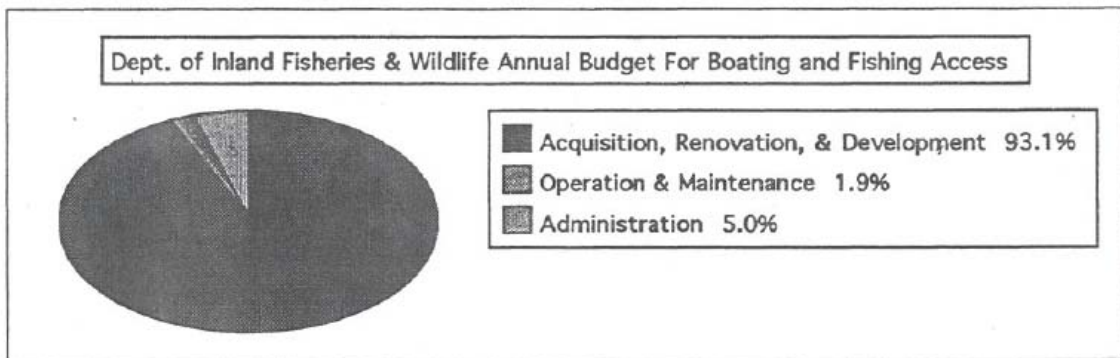 Dept. of Inland Fisheries & Wildlife Annual Budget For Boating and Fishing Access
Acquisition, Renovation, & Development 93.1%
Operation & Maintenance 1.9%
Administration 5.0%